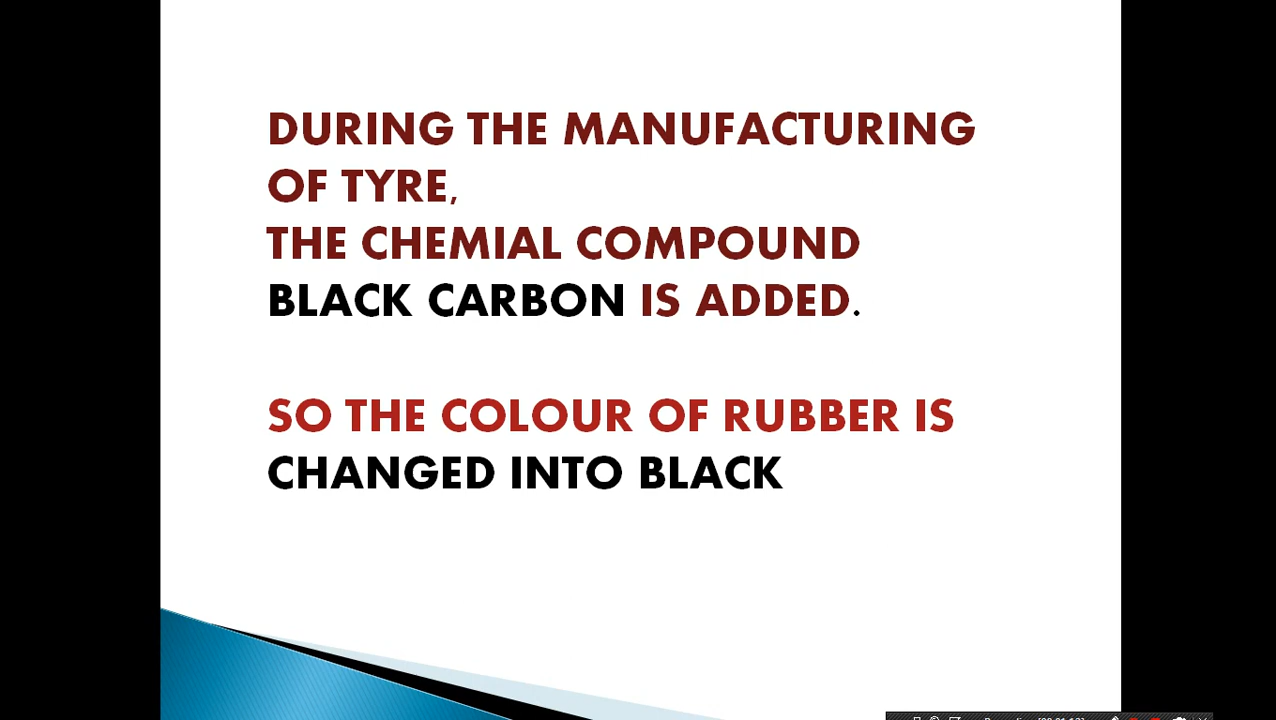 DURING THE MANUFACTURING
OF TYRE,
THE CHEMIAL COMPOUND
BLACK CARBON IS ADDED.
SO THE COLOUR OF RUBBER IS
CHANGED INTO BLACK